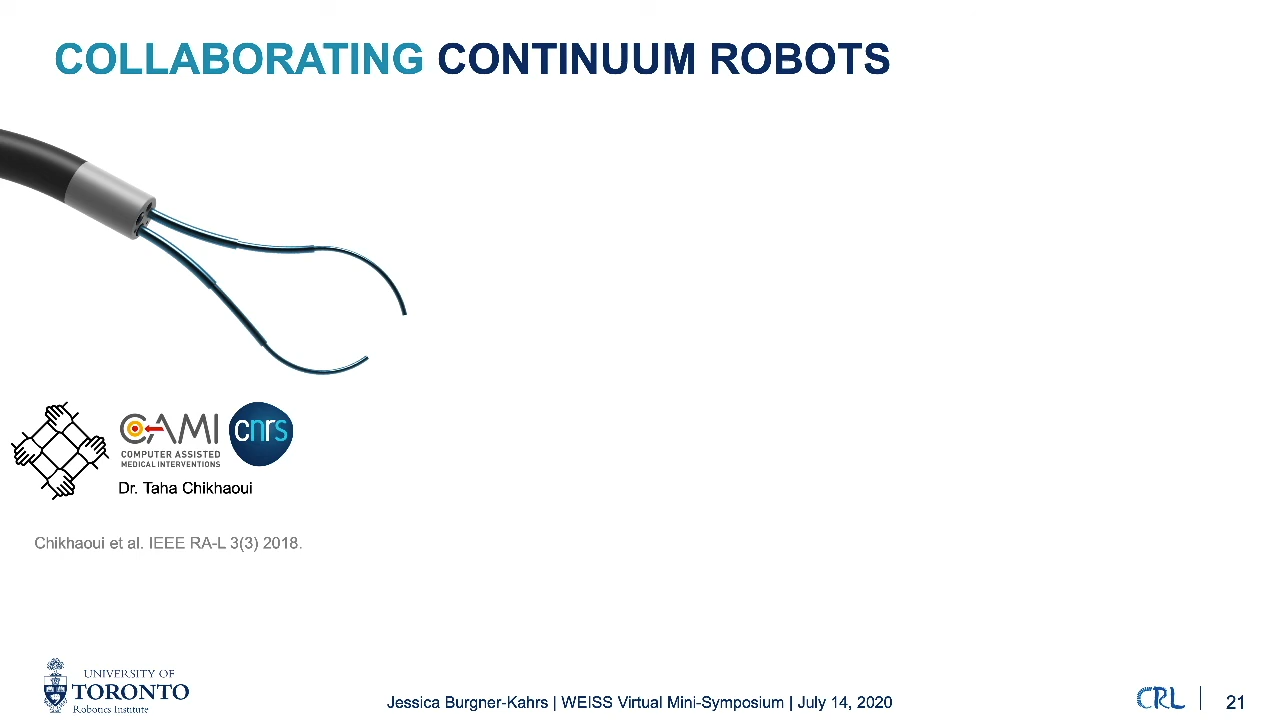 COLLABORATING CONTINUUM ROBOTS
CAMI
COMPUTER ASSISTED
MEDICAL INTERVENTIONS
cnrs
Dr. Taha Chikhaoui
Chikhaoui et al. IEEE RA-L 3(3) 2018.
UNIVERSITY OF
TORONTO
Robotics Institute
Jessica Burgner-Kahrs | WEISS Virtual Mini-Symposium | July 14, 2020
CRL
21